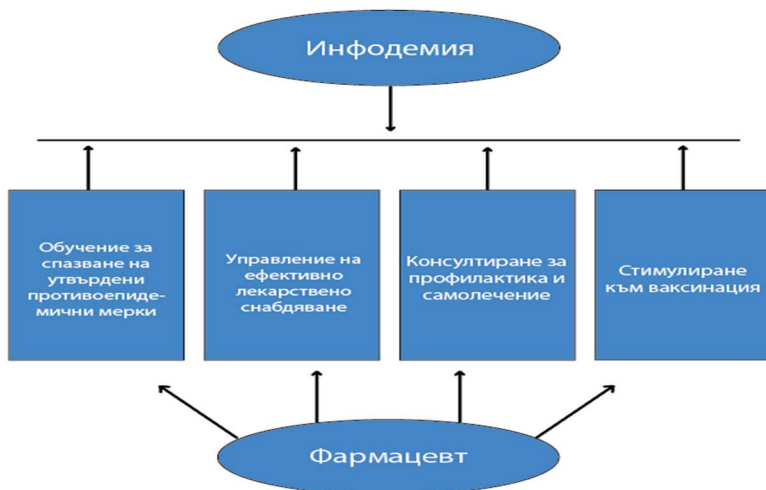 Инфодемия
Обучение за
спазване на
утвърдени
противоепиде-
мични мерки
Управление на
ефективно
лекарствено
снабдяване
Консултиране за
профилактика и
самолечение
Стимулиране
към ваксинация
Фармацевт